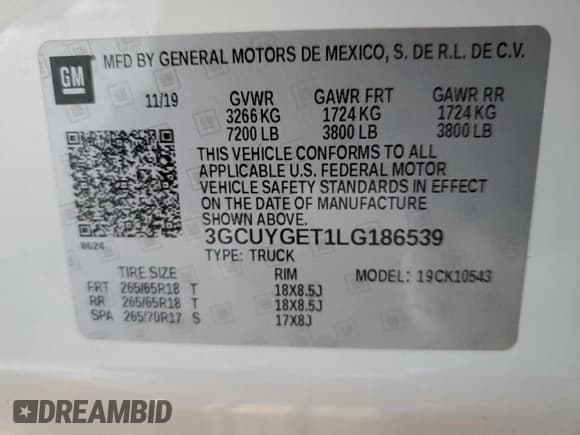 GM
MFD BY GENERAL MOTORS DE MEXICO, S. DE R.L. DE C.V.
11/19 GVWR GAWR FRT GAWR RR
3266 KG 1724 KG 1724 KG
7200 LB 3800 LB 3800 LB
THIS VEHICLE CONFORMS TO ALL
APPLICABLE U.S. FEDERAL MOTOR
VEHICLE SAFETY STANDARDS IN EFFECT
ON THE DATE OF MANUFACTURE
SHOWN ABOVE.
8624
3GCUYGET1LG186539
TYPE: TRUCK MODEL: 19CK10543
TIRE SIZE RIM
FRT 265/65R18 T 18X8.5J
RR 265/65R18 T 18X8.5J
SPA 265/70R17 S 17X8J
DREAMBID